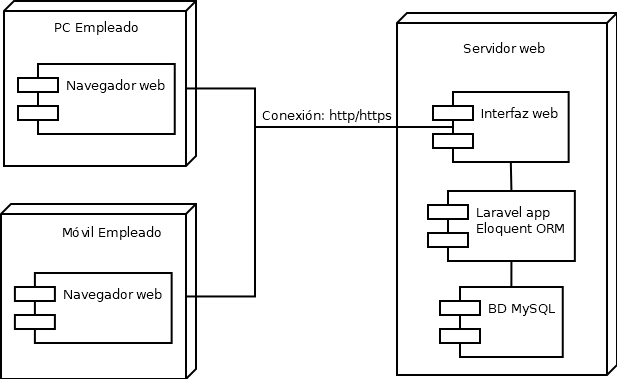 PC Empleado
Navegador web
Móvil Empleado
Navegador web
Conexión: http/https
Servidor web
Interfaz web
Laravel app
Eloquent ORM
BD MySQL